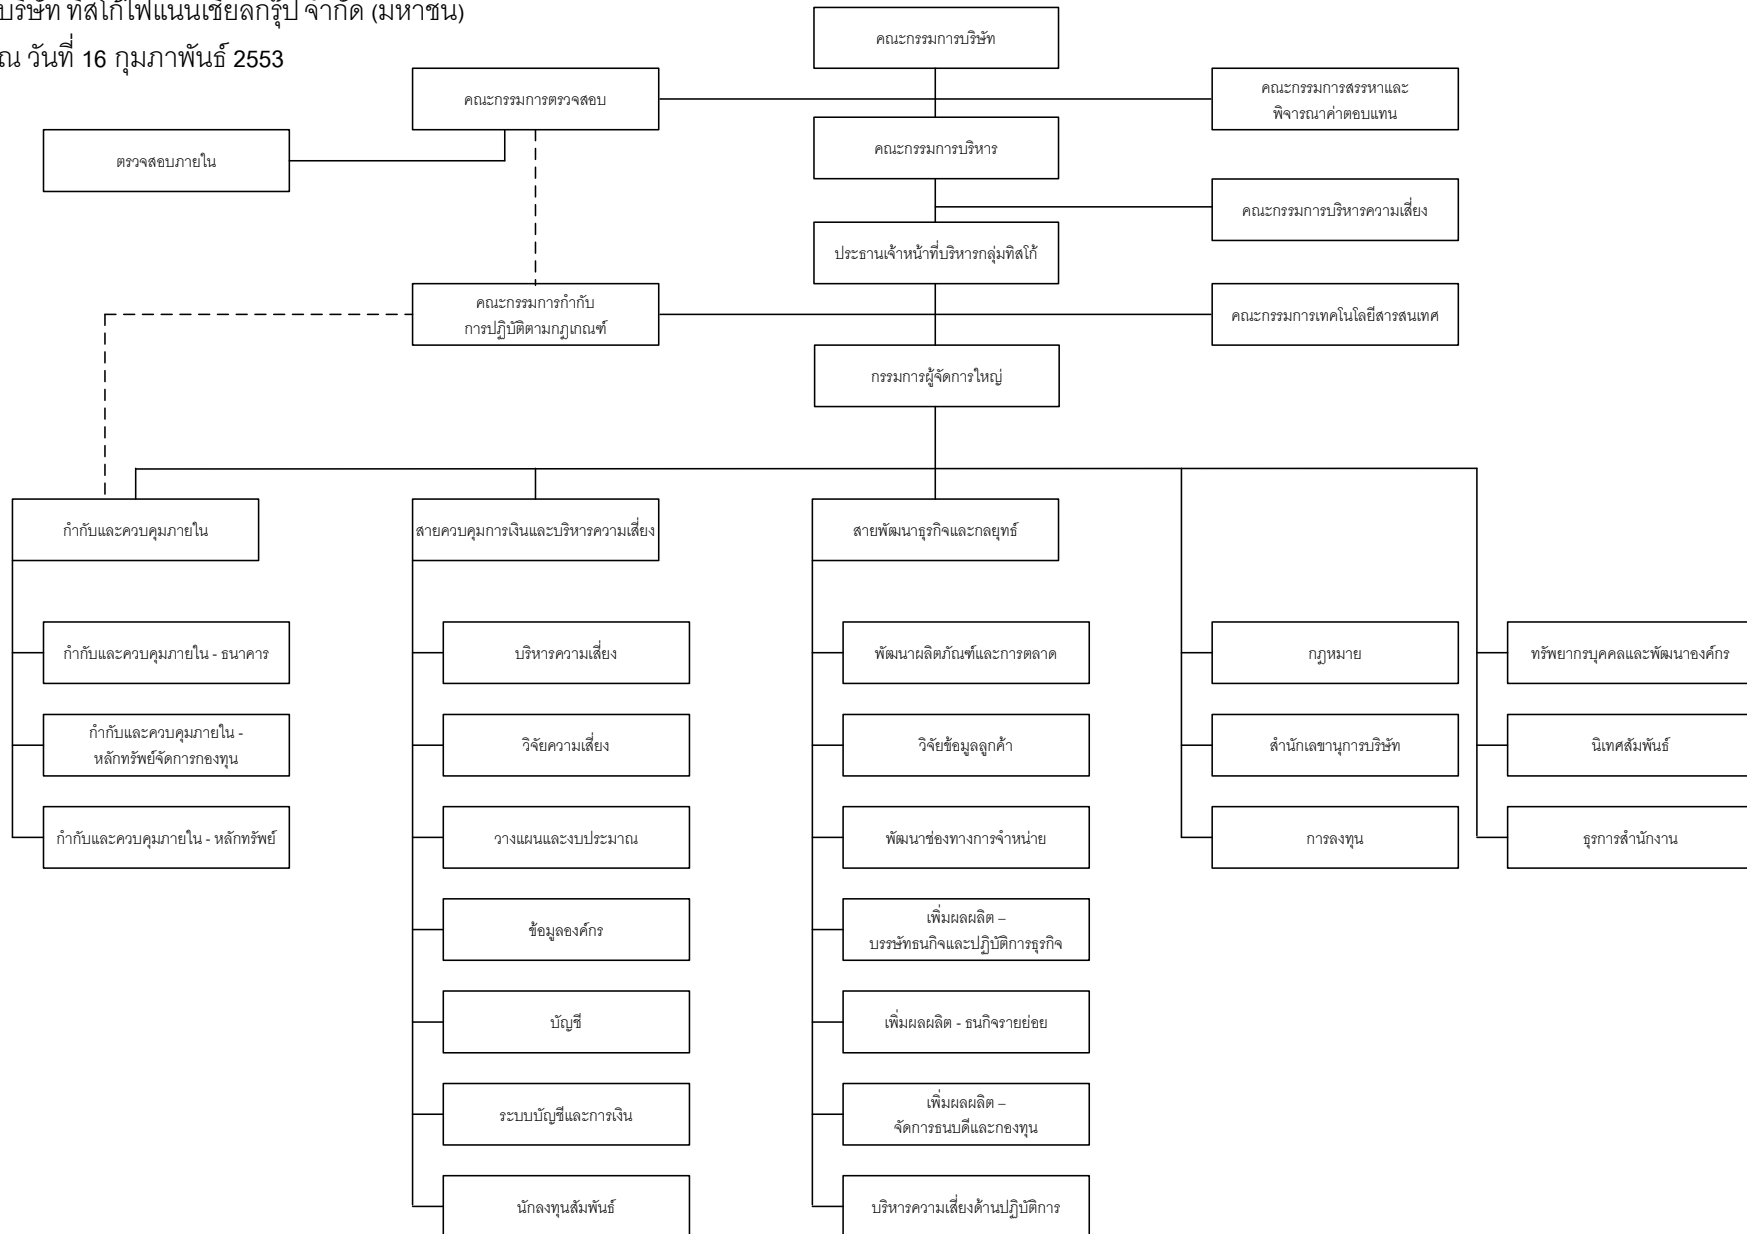 บริษัท ทิสโก้ไฟแนนเชียลกรุ๊ป จำกัด (มหาชน)
ณ วันที่ 16 กุมภาพันธ์ 2553
คณะกรรมการบริษัท
คณะกรรมการตรวจสอบ
คณะกรรมการสรรหาและ
พิจารณาค่าตอบแทน
ตรวจสอบภายใน
คณะกรรมการบริหาร
คณะกรรมการบริหารความเสี่ยง
ประธานเจ้าหน้าที่บริหารกลุ่มทิสโก้
คณะกรรมการกำกับ
การปฏิบัติตามกฎเกณฑ์
คณะกรรมการเทคโนโลยีสารสนเทศ
กรรมการผู้จัดการใหญ่
กำกับและควบคุมภายใน
สายควบคุมการเงินและบริหารความเสี่ยง
สายพัฒนาธุรกิจและกลยุทธ์
กำกับและควบคุมภายใน - ธนาคาร
บริหารความเสี่ยง
พัฒนาผลิตภัณฑ์และการตลาด
กฎหมาย
ทรัพยากรบุคคลและพัฒนาองค์กร
กำกับและควบคุมภายใน -
หลักทรัพย์จัดการกองทุน
วิจัยความเสี่ยง
วิจัยข้อมูลลูกค้า
สำนักเลขานุการบริษัท
นิเทศสัมพันธ์
กำกับและควบคุมภายใน - หลักทรัพย์
วางแผนและงบประมาณ
พัฒนาช่องทางการจำหน่าย
การลงทุน
ธุรการสำนักงาน
ข้อมูลองค์กร
เพิ่มผลผลิต –
บรรษัทธนกิจและปฏิบัติการธุรกิจ
บัญชี
เพิ่มผลผลิต - ธนกิจรายย่อย
ระบบบัญชีและการเงิน
เพิ่มผลผลิต –
จัดการธนบดีและกองทุน
นักลงทุนสัมพันธ์
บริหารความเสี่ยงด้านปฏิบัติการ